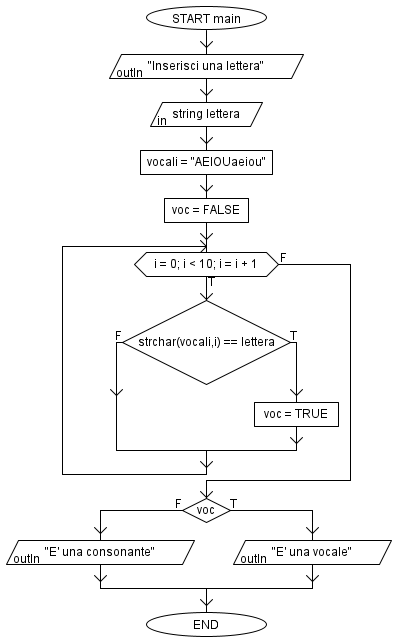 START main
"Inserisci una lettera"
outln
string lettera
in
vocali = "AEIOUaeiou"
voc = FALSE
i = 0; i < 10; i = i + 1
F
T
F
strchar(vocali,i) == lettera
T
voc = TRUE
F
voc
T
"E' una consonante"
outln
"E' una vocale"
outln
END